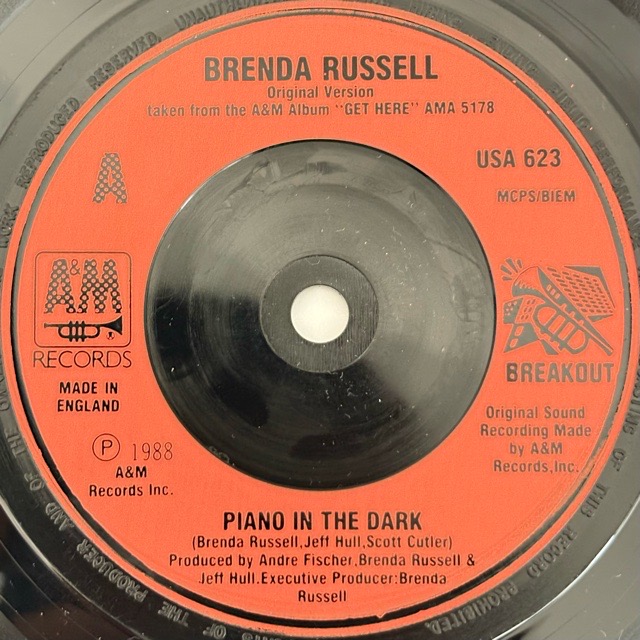 BRENDA RUSSELL
Original Version
taken from the A&M Album "GET HERE" AMA 5178
A
USA 623
MCPS/BIEM
A&M
RECORDS
MADE IN
ENGLAND
BREAKOUT
Ⓟ 1988
A&M
Records Inc.
Original Sound
Recording Made
by A&M
Records,Inc.
PIANO IN THE DARK
(Brenda Russell,Jeff Hull,Scott Cutler)
Produced by Andre Fischer,Brenda Russell &
Jeff Hull.Executive Producer:Brenda
Russell